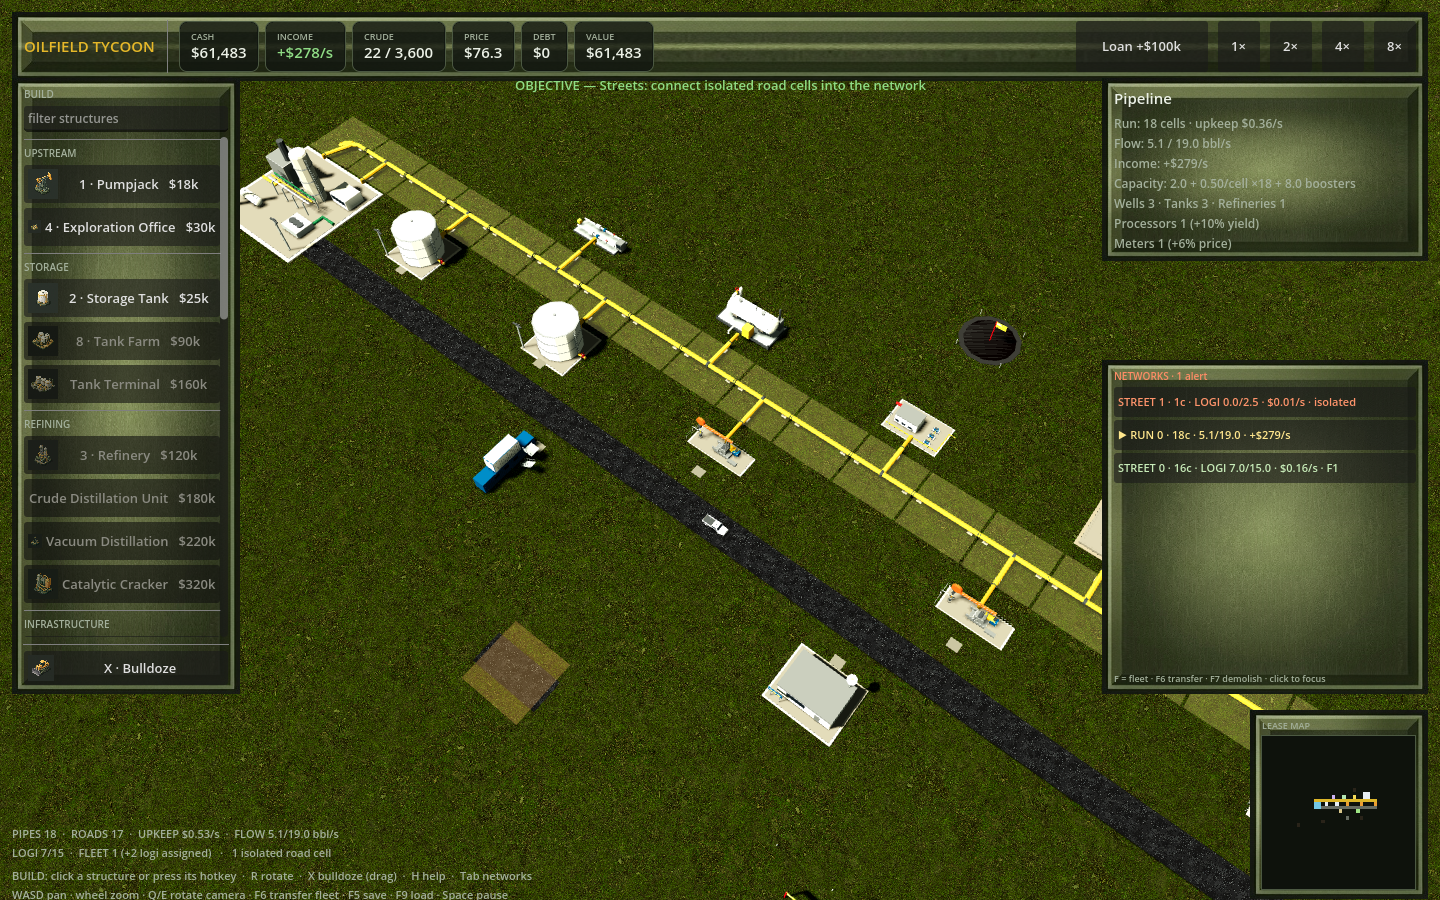 OILFIELD TYCOON
CASH
$61,483
INCOME
+$278/s
CRUDE
22 / 3,600
PRICE
$76.3
DEBT
$0
VALUE
$61,483
Loan +$100k
1×
2×
4×
8×
OBJECTIVE — Streets: connect isolated road cells into the network
BUILD
filter structures
UPSTREAM
1 · Pumpjack $18k
4 · Exploration Office $30k
STORAGE
2 · Storage Tank $25k
8 · Tank Farm $90k
Tank Terminal $160k
REFINING
3 · Refinery $120k
Crude Distillation Unit $180k
Vacuum Distillation $220k
Catalytic Cracker $320k
INFRASTRUCTURE
X · Bulldoze
Pipeline
Run: 18 cells · upkeep $0.36/s
Flow: 5.1 / 19.0 bbl/s
Income: +$279/s
Capacity: 2.0 + 0.50/cell ×18 + 8.0 boosters
Wells 3 · Tanks 3 · Refineries 1
Processors 1 (+10% yield)
Meters 1 (+6% price)
NETWORKS · 1 alert
STREET 1 · 1c · LOGI 0.0/2.5 · $0.01/s · isolated
▶ RUN 0 · 18c · 5.1/19.0 · +$279/s
STREET 0 · 16c · LOGI 7.0/15.0 · $0.16/s · F1
F = fleet · F6 transfer · F7 demolish · click to focus
LEASE MAP
PIPES 18 · ROADS 17 · UPKEEP $0.53/s · FLOW 5.1/19.0 bbl/s
LOGI 7/15 · FLEET 1 (+2 logi assigned) · 1 isolated road cell
BUILD: click a structure or press its hotkey · R rotate · X bulldoze (drag) · H help · Tab networks
WASD pan · wheel zoom · Q/E rotate camera · F6 transfer fleet · F5 save · F9 load · Space pause